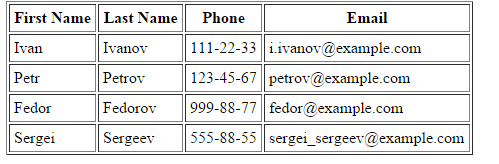 First Name Last Name Phone Email
Ivan Ivanov 111-22-33 i.ivanov@example.com
Petr Petrov 123-45-67 petrov@example.com
Fedor Fedorov 999-88-77 fedor@example.com
Sergei Sergeev 555-88-55 sergei_sergeev@example.com